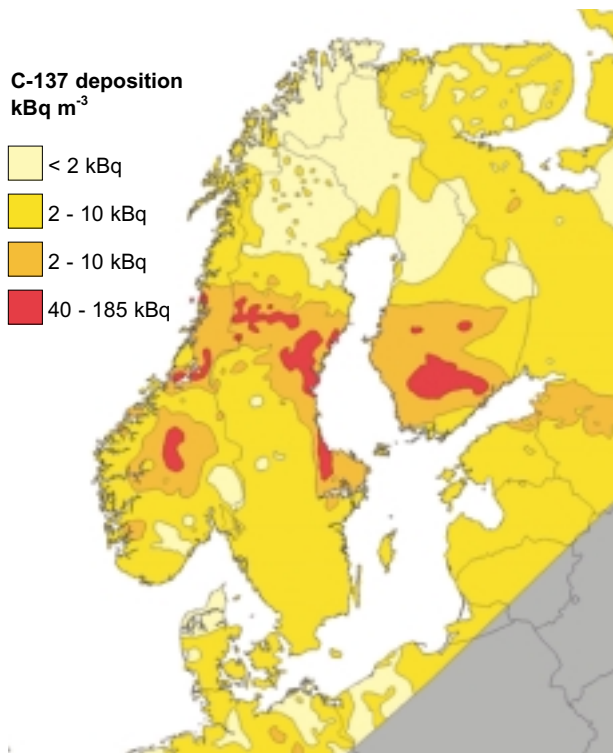 C-137 deposition
kBq m-3
< 2 kBq
2 - 10 kBq
2 - 10 kBq
40 - 185 kBq